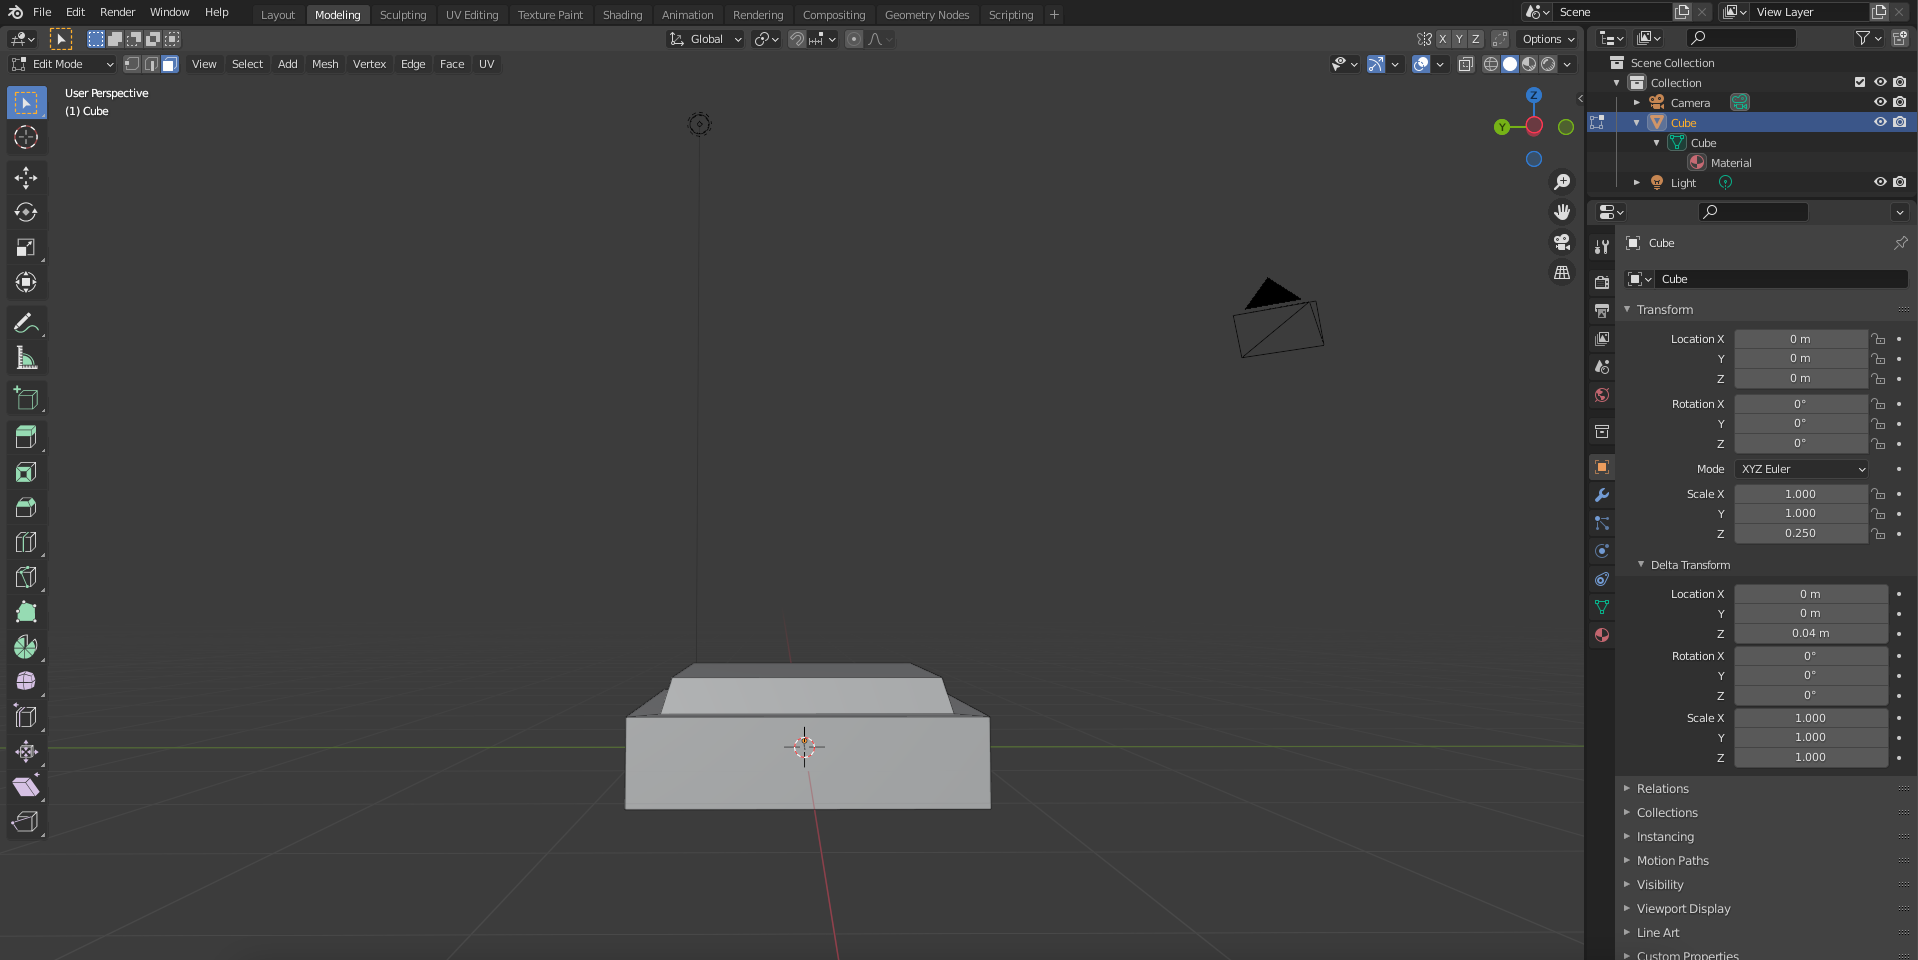 File Edit Render Window Help Layout Modeling Sculpting UV Editing Texture Paint Shading Animation Rendering Compositing Geometry Nodes Scripting + Scene View Layer
Global X Y Z Options
Edit Mode View Select Add Mesh Vertex Edge Face UV
User Perspective
(1) Cube
Z
Y
Scene Collection
Collection
Camera
Cube
Cube
Material
Light
Cube
Cube
Transform
Location X 0 m
Y 0 m
Z 0 m
Rotation X 0°
Y 0°
Z 0°
Mode XYZ Euler
Scale X 1.000
Y 1.000
Z 0.250
Delta Transform
Location X 0 m
Y 0 m
Z 0.04 m
Rotation X 0°
Y 0°
Z 0°
Scale X 1.000
Y 1.000
Z 1.000
Relations
Collections
Instancing
Motion Paths
Visibility
Viewport Display
Line Art
Custom Properties